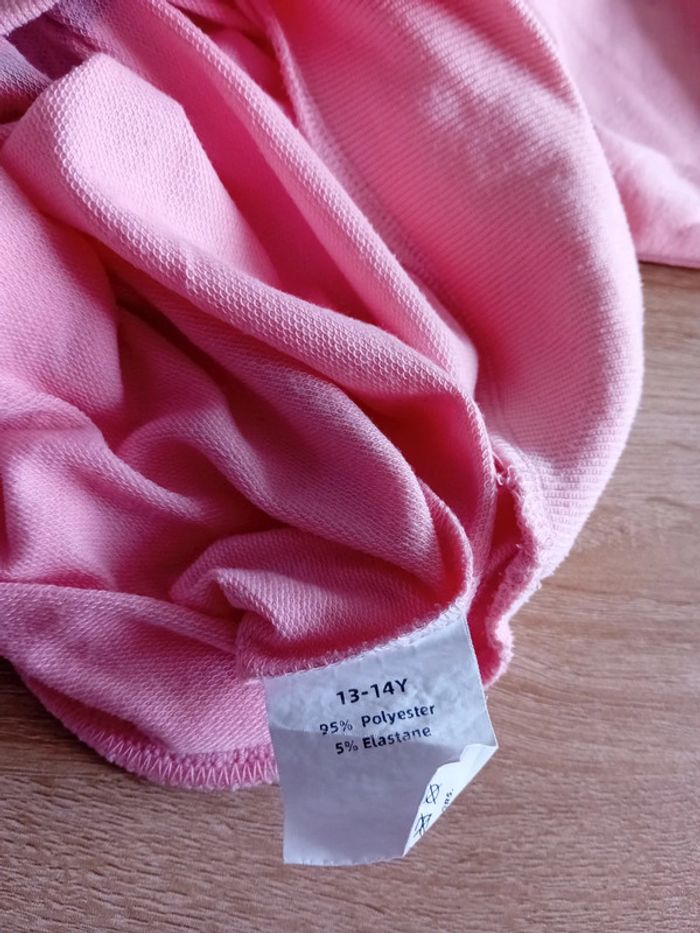 13-14Y
95% Polyester
5% Elastane